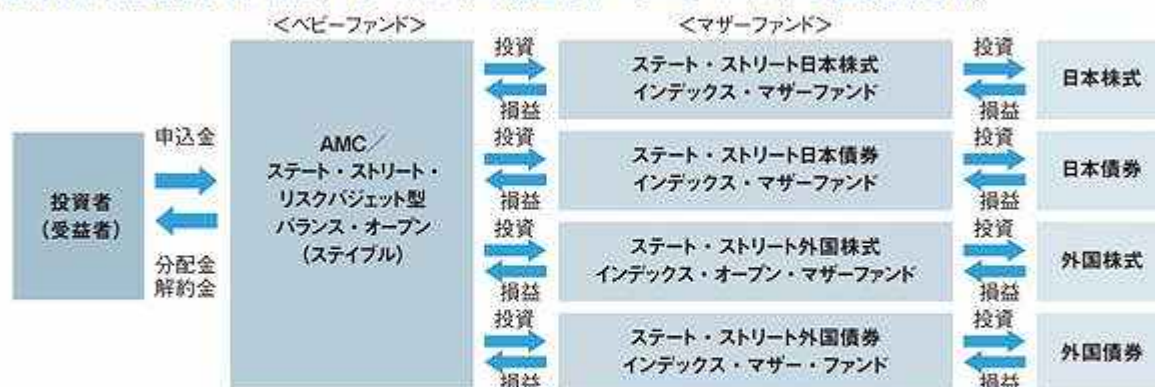 <ベビーファンド>
<マザーファンド>
投資者
(受益者)
申込金
分配金
解約金
AMC/
ステート・ストリート・
リスクバジェット型
バランス・オープン
(ステイブル)
投資
損益
ステート・ストリート日本株式
インデックス・マザーファンド
投資
損益
日本株式
投資
損益
ステート・ストリート日本債券
インデックス・マザーファンド
投資
損益
日本債券
投資
損益
ステート・ストリート外国株式
インデックス・オープン・マザーファンド
投資
損益
外国株式
投資
損益
ステート・ストリート外国債券
インデックス・マザー・ファンド
投資
損益
外国債券